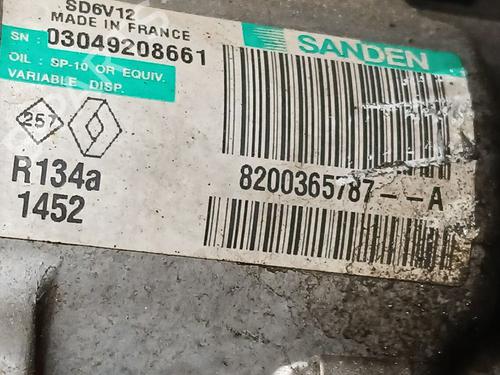 SD6V12
MADE IN FRANCE
SN : 03049208661
OIL : SP-10 OR EQUIV.
VARIABLE DISP.
SANDEN
257
R134a
1452
8200365787--A